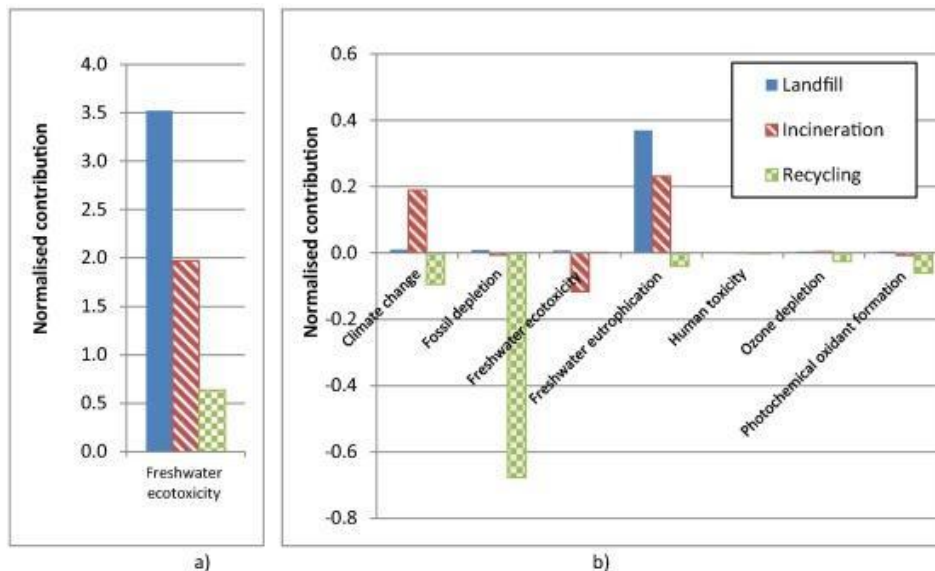 Normalised contribution
4.0
3.5
3.0
2.5
2.0
1.5
1.0
0.5
0.0
Freshwater
ecotoxicity
a)
Normalised contribution
0.6
0.4
0.2
0.0
-0.2
-0.4
-0.6
-0.8
Landfill
Incineration
Recycling
Climate change
Fossil depletion
Freshwater ecotoxicity
Freshwater eutrophication
Human toxicity
Ozone depletion
Photochemical oxidant formation
b)